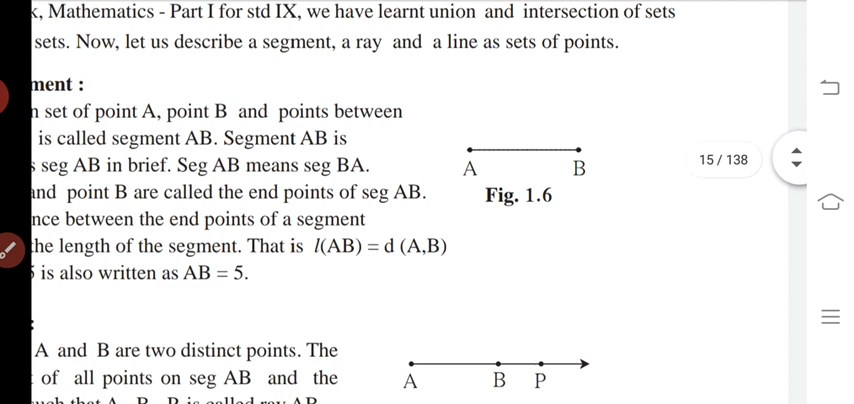 , Mathematics - Part I for std IX, we have learnt union and intersection of sets
sets. Now, let us describe a segment, a ray and a line as sets of points.
ment :
n set of point A, point B and points between
is called segment AB. Segment AB is
s seg AB in brief. Seg AB means seg BA.
and point B are called the end points of seg AB.
nce between the end points of a segment
the length of the segment. That is l(AB) = d (A,B)
is also written as AB = 5.
A B
Fig. 1.6
15 / 138
:
A and B are two distinct points. The
of all points on seg AB and the
A B P